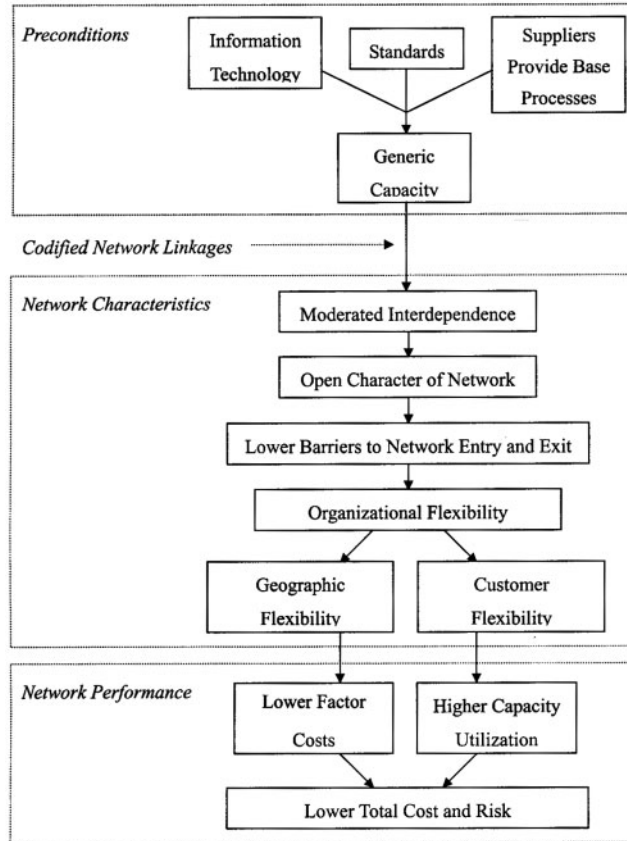 Preconditions
Information
Technology
Standards
Suppliers
Provide Base
Processes
Generic
Capacity
Codified Network Linkages
Network Characteristics
Moderated Interdependence
Open Character of Network
Lower Barriers to Network Entry and Exit
Organizational Flexibility
Geographic
Flexibility
Customer
Flexibility
Network Performance
Lower Factor
Costs
Higher Capacity
Utilization
Lower Total Cost and Risk